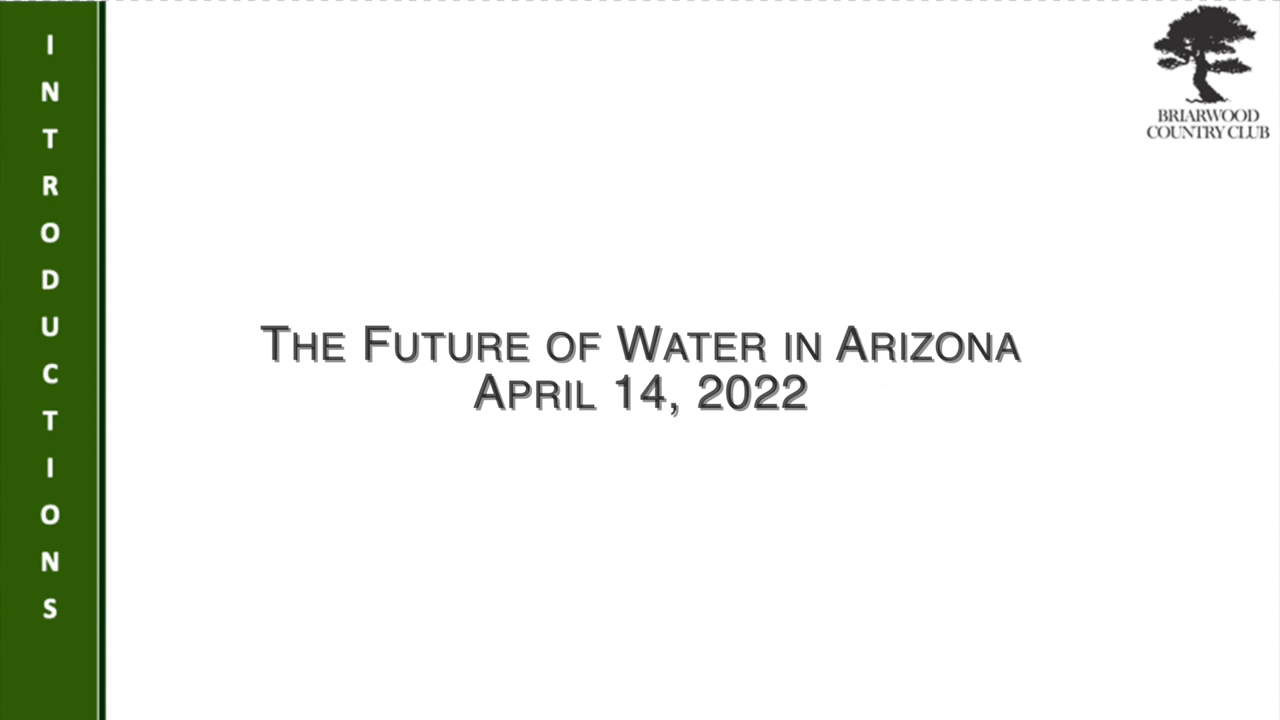 INTRODUCTIONS
BRIARWOOD
COUNTRY CLUB
THE FUTURE OF WATER IN ARIZONA
APRIL 14, 2022